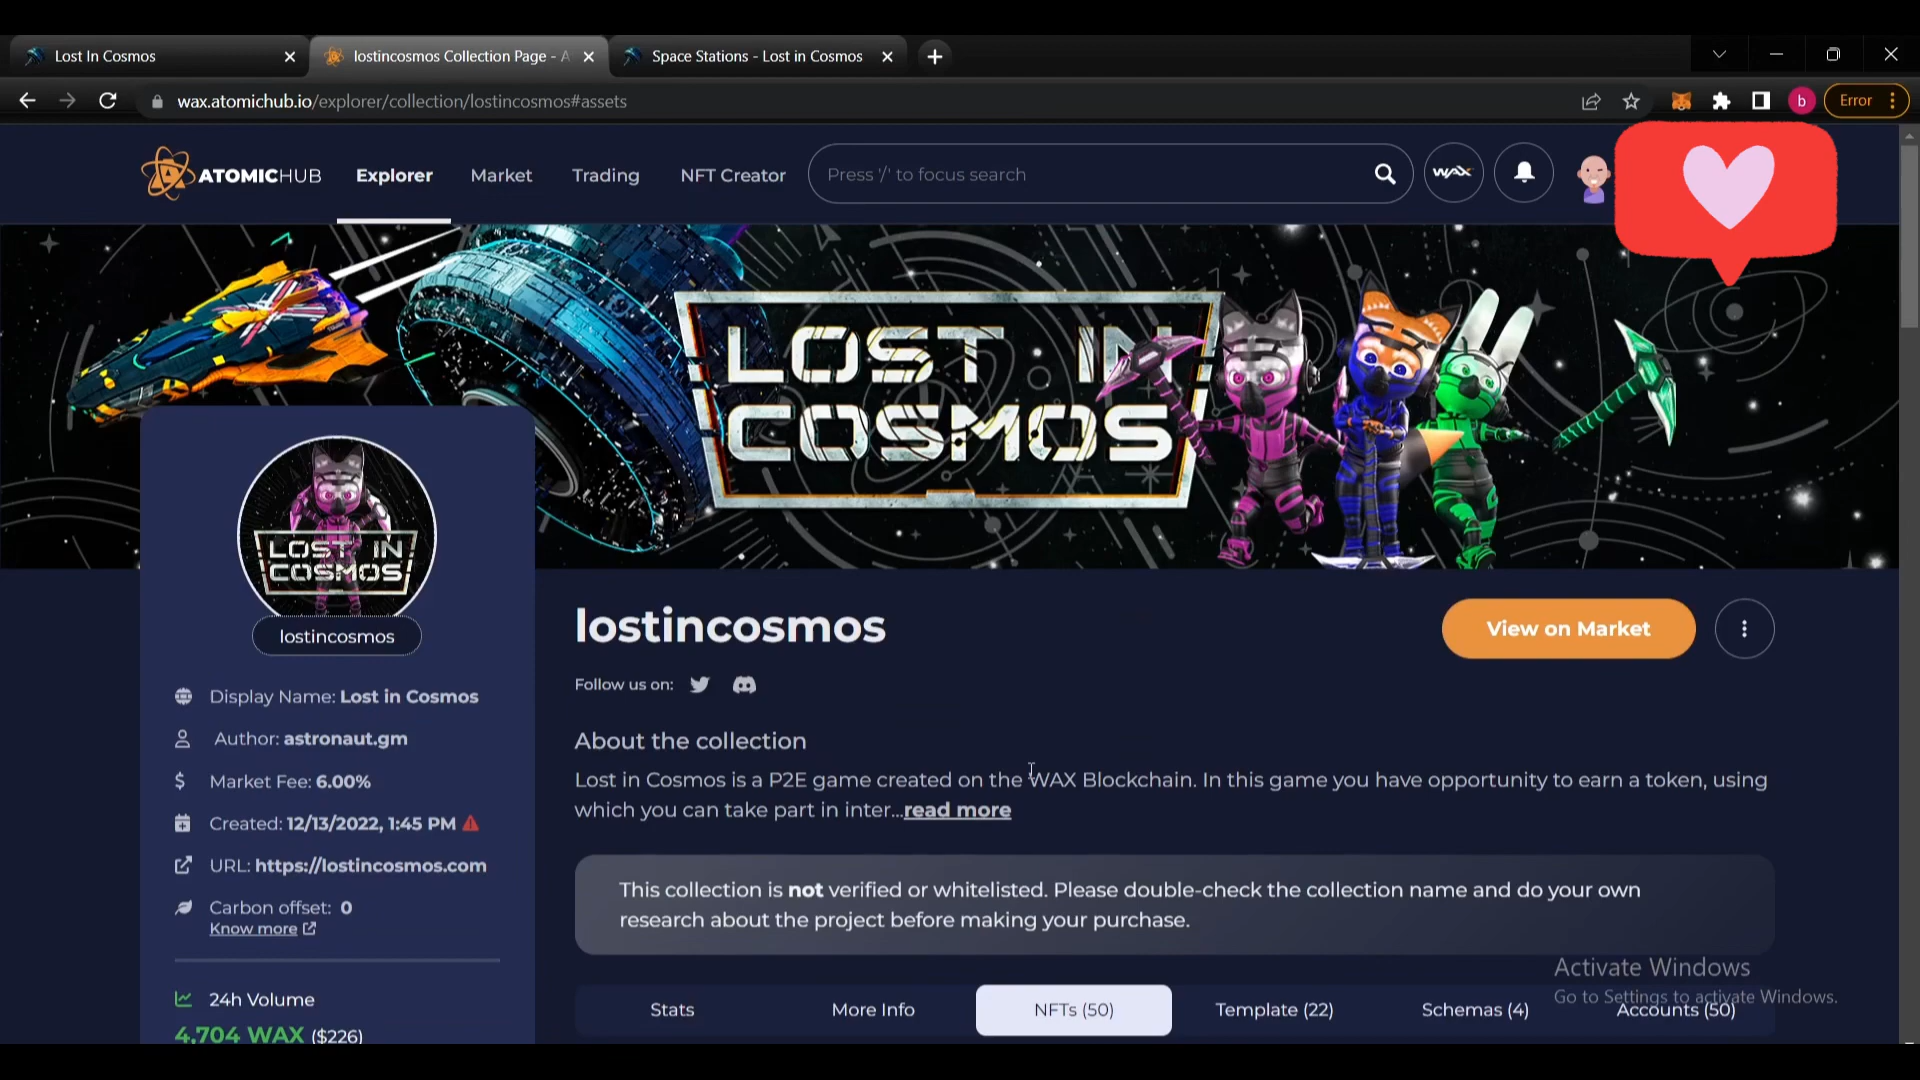 Lost In Cosmos
lostincosmos Collection Page - A
Space Stations - Lost in Cosmos
wax.atomichub.io/explorer/collection/lostincosmos#assets
b
Error
ATOMICHUB
Explorer
Market
Trading
NFT Creator
Press '/' to focus search
WAX
LOST IN
COSMOS
LOST IN
COSMOS
lostincosmos
Display Name: Lost in Cosmos
Author: astronaut.gm
Market Fee: 6.00%
Created: 12/13/2022, 1:45 PM
URL: https://lostincosmos.com
Carbon offset: 0
Know more
24h Volume
4,704 WAX ($226)
lostincosmos
View on Market
Follow us on:
About the collection
Lost in Cosmos is a P2E game created on the WAX Blockchain. In this game you have opportunity to earn a token, using
which you can take part in inter...read more
This collection is not verified or whitelisted. Please double-check the collection name and do your own
research about the project before making your purchase.
Stats
More Info
NFTs (50)
Template (22)
Schemas (4)
Accounts (50)
Activate Windows
Go to Settings to activate Windows.